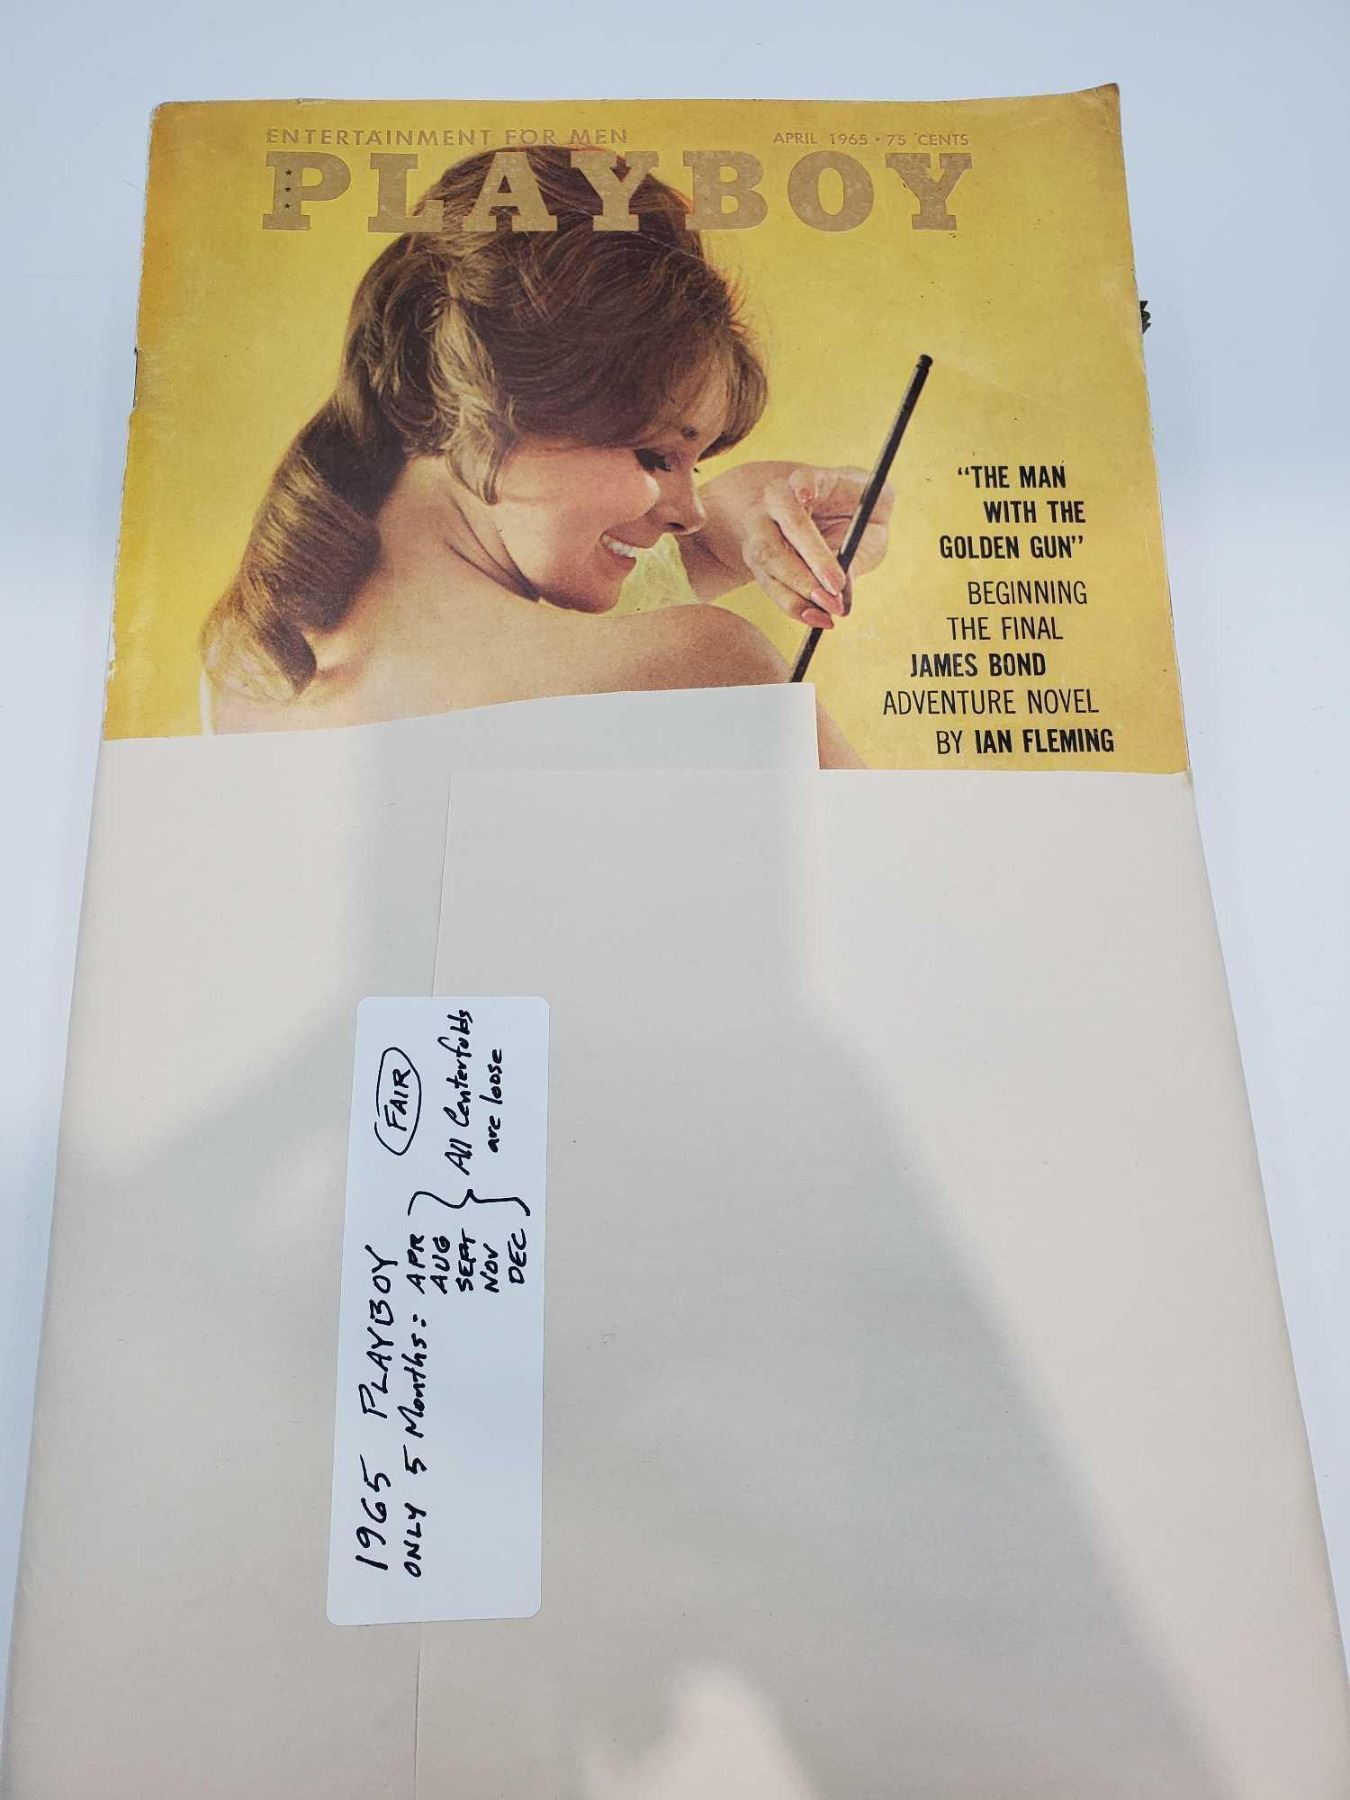 ENTERTAINMENT FOR MEN APRIL 1965 • 75 CENTS
PLAYBOY
"THE MAN
WITH THE
GOLDEN GUN"
BEGINNING
THE FINAL
JAMES BOND
ADVENTURE NOVEL
BY IAN FLEMING
1965 PLAYBOY FAIR
ONLY 5 Months: APR
AUG All Centerfolds
SEPT are loose
NOV
DEC